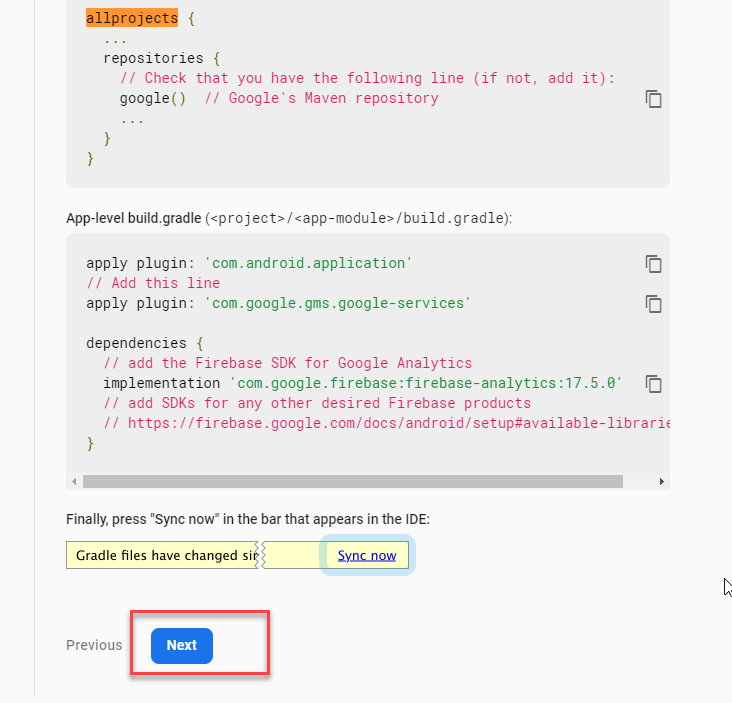 allprojects {
...
repositories {
// Check that you have the following line (if not, add it):
google()  // Google's Maven repository
...
}
}
App-level build.gradle (<project>/<app-module>/build.gradle):
apply plugin: 'com.android.application'
// Add this line
apply plugin: 'com.google.gms.google-services'
dependencies {
// add the Firebase SDK for Google Analytics
implementation 'com.google.firebase:firebase-analytics:17.5.0'
// add SDKs for any other desired Firebase products
// https://firebase.google.com/docs/android/setup#available-librarie
}
Finally, press "Sync now" in the bar that appears in the IDE:
Gradle files have changed sin Sync now
Previous Next